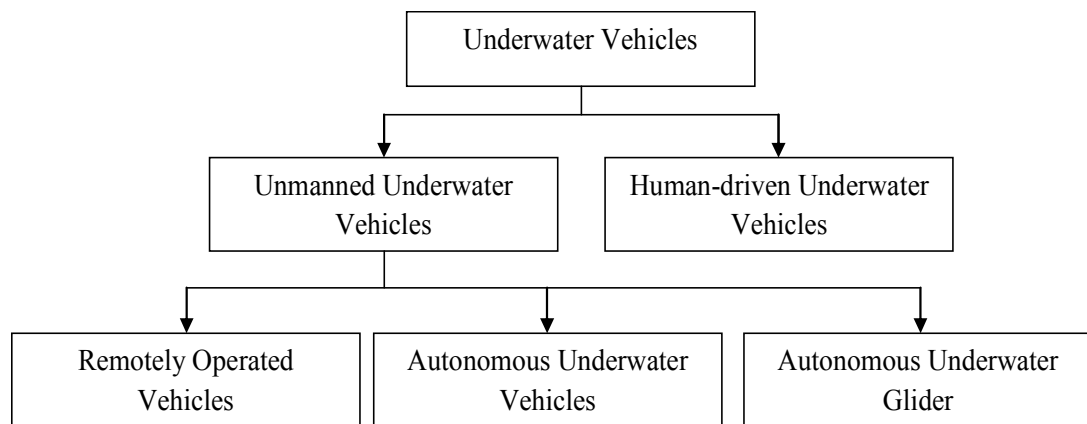 Underwater Vehicles
Unmanned Underwater
Vehicles
Human-driven Underwater
Vehicles
Remotely Operated
Vehicles
Autonomous Underwater
Vehicles
Autonomous Underwater
Glider